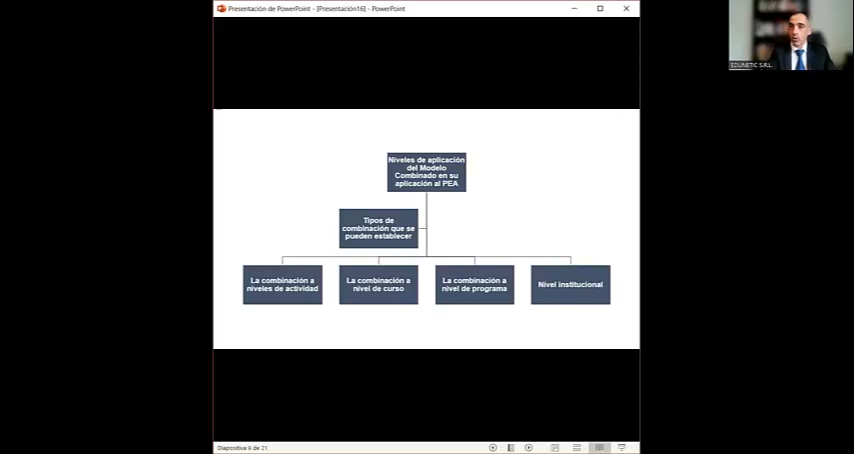 Presentación de PowerPoint - [Presentación16] - PowerPoint
EDUNETIC S.R.L.
Niveles de aplicación
del Modelo
Combinado en su
aplicación al PEA
Tipos de
combinación que se
pueden establecer
La combinación a
niveles de actividad
La combinación a
nivel de curso
La combinación a
nivel de programa
Nivel institucional
Diapositiva 9 de 21